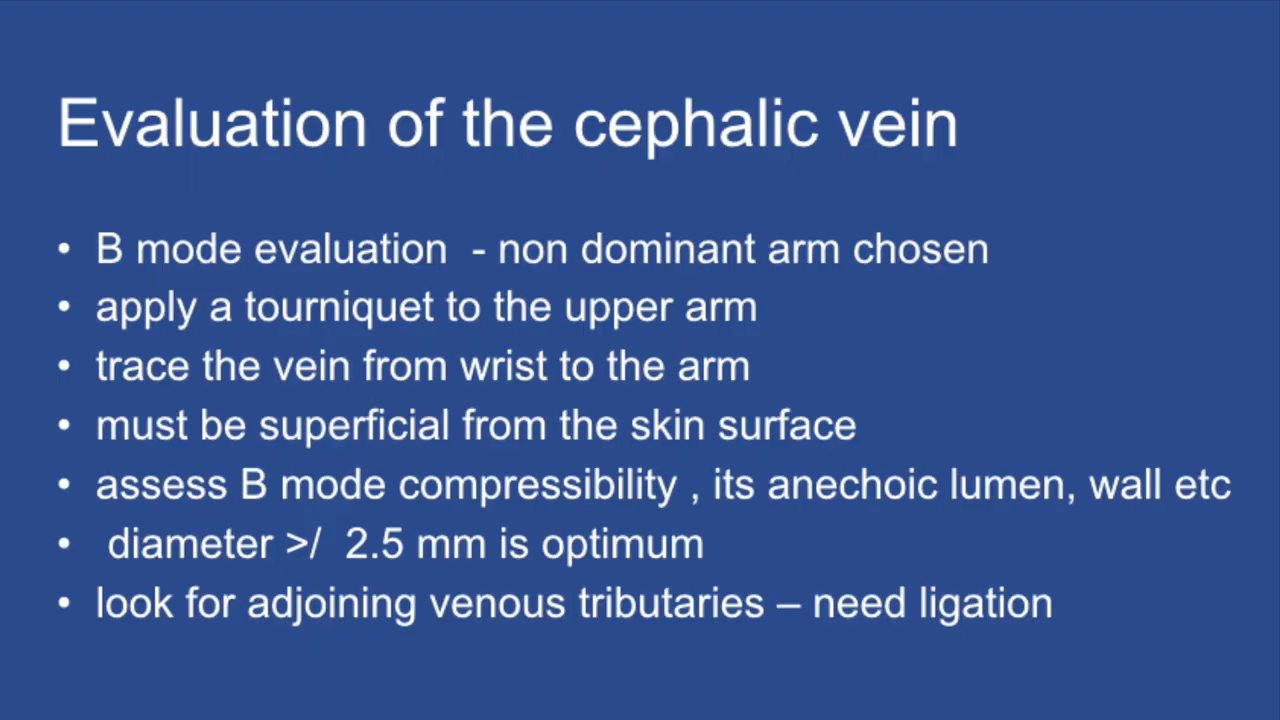 Evaluation of the cephalic vein
• B mode evaluation  - non dominant arm chosen
• apply a tourniquet to the upper arm
• trace the vein from wrist to the arm
• must be superficial from the skin surface
• assess B mode compressibility , its anechoic lumen, wall etc
•  diameter >/  2.5 mm is optimum
• look for adjoining venous tributaries – need ligation